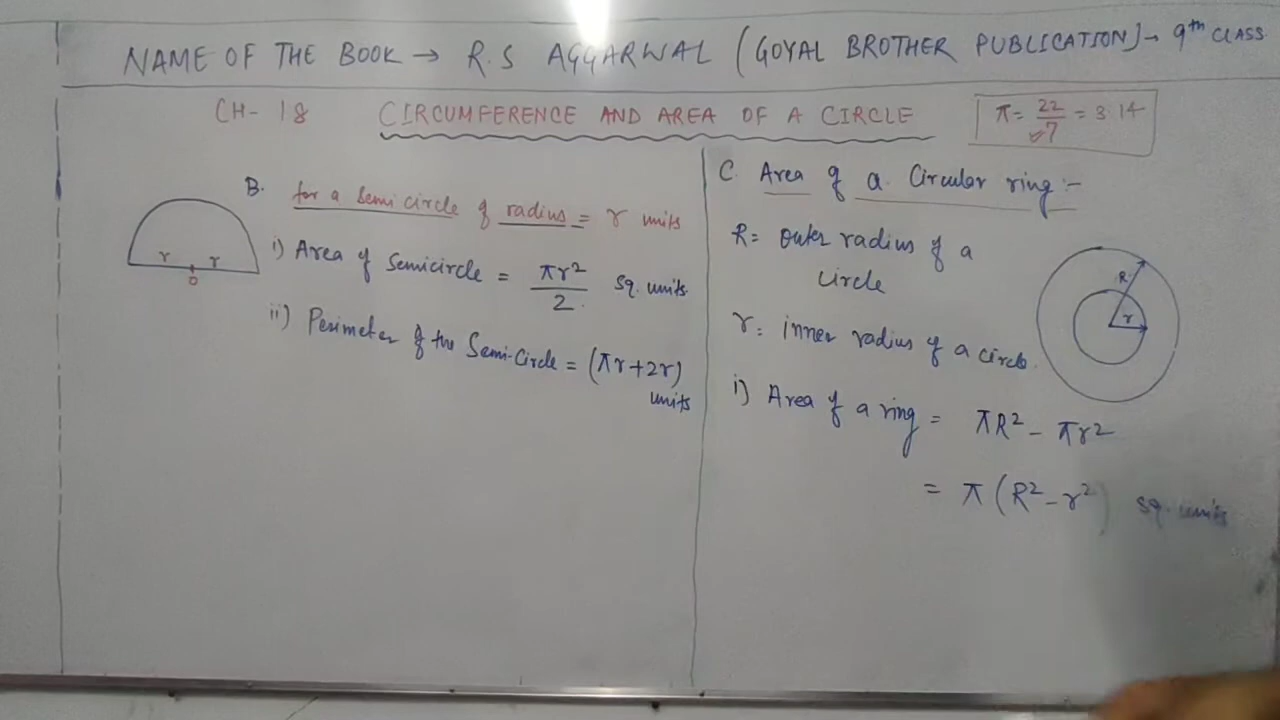 NAME OF THE BOOK → R.S AGGARWAL (GOYAL BROTHER PUBLICATION) → 9th CLASS
CH- 18 CIRCUMFERENCE AND AREA OF A CIRCLE
π = 22/7 = 3.14
B. for a Semi circle of radius = r units
r r
O
i) Area of Semicircle = πr²/2 sq. units
ii) Perimeter of the Semi-Circle = (πr+2r)
units
C. Area of a Circular ring :-
R = Outer radius of a
Circle
r = inner radius of a circle.
R
r
i) Area of a ring = πR² - πr²
= π (R² - r²) sq. units